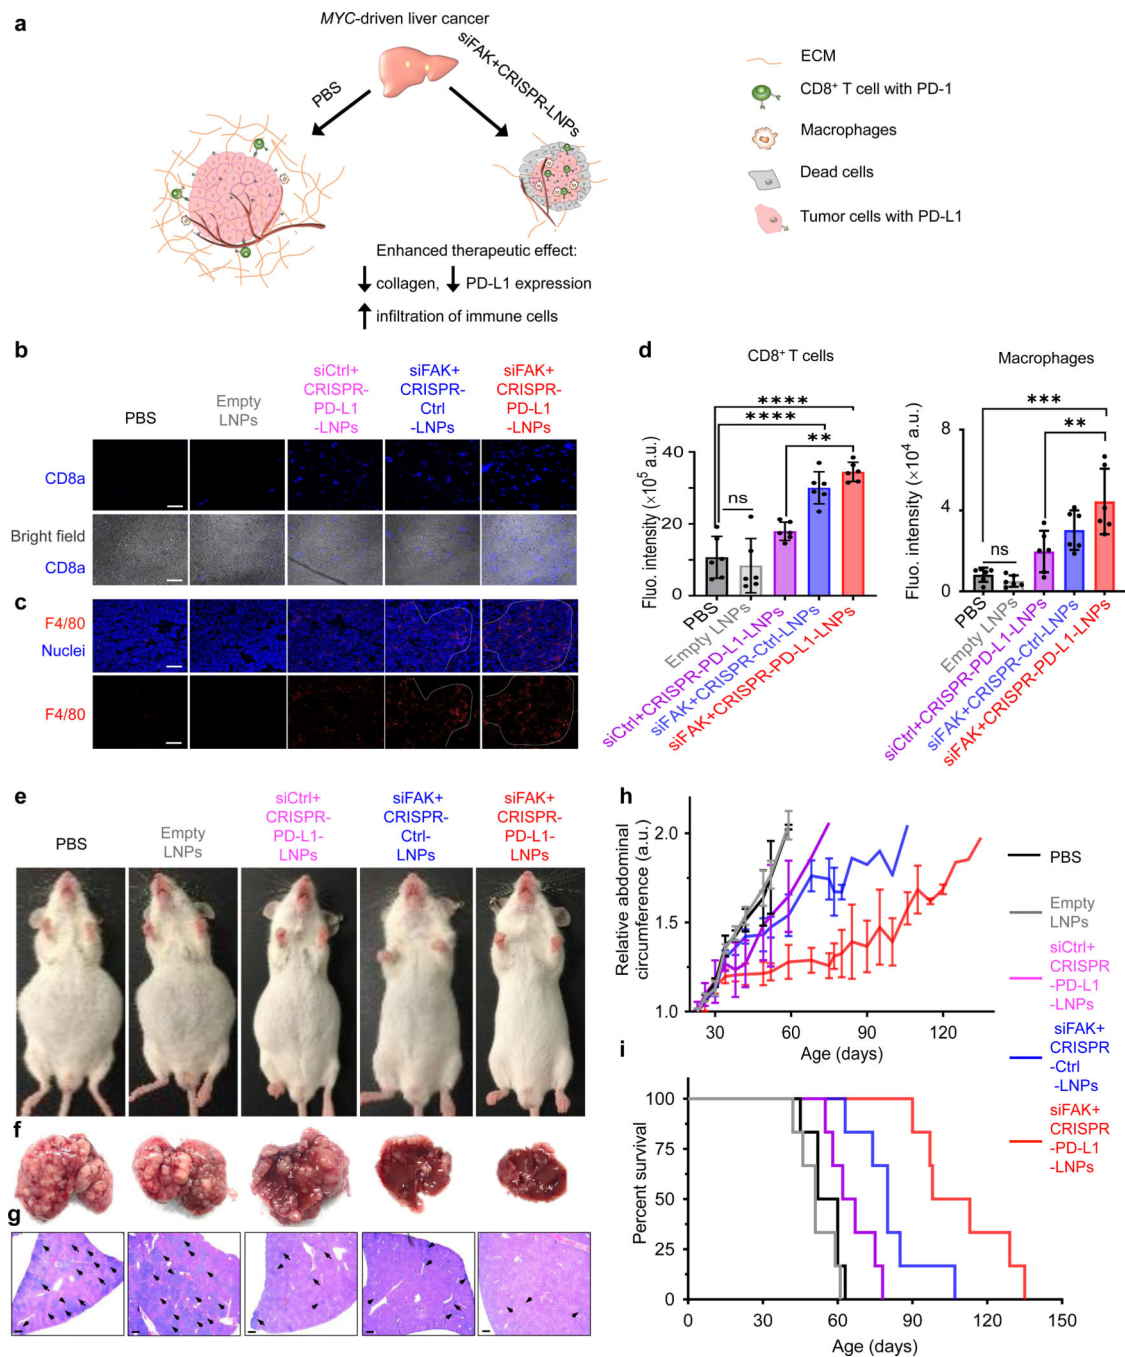 a
MYC-driven liver cancer
PBS
siFAK+CRISPR-LNPs
ECM
CD8⁺ T cell with PD-1
Macrophages
Dead cells
Tumor cells with PD-L1
Enhanced therapeutic effect:
collagen, PD-L1 expression
infiltration of immune cells
b
PBS
Empty
LNPs
siCtrl+
CRISPR-
PD-L1
-LNPs
siFAK+
CRISPR-
Ctrl
-LNPs
siFAK+
CRISPR-
PD-L1
-LNPs
CD8a
Bright field
CD8a
c
F4/80
Nuclei
F4/80
d
CD8⁺ T cells
Fluo. intensity (×10⁵ a.u.)
40
20
0
ns
****
****
**
PBS
Empty LNPs
siCtrl+CRISPR-PD-L1-LNPs
siFAK+CRISPR-Ctrl-LNPs
siFAK+CRISPR-PD-L1-LNPs
Macrophages
Fluo. intensity (×10⁴ a.u.)
8
4
0
ns
***
**
PBS
Empty LNPs
siCtrl+CRISPR-PD-L1-LNPs
siFAK+CRISPR-Ctrl-LNPs
siFAK+CRISPR-PD-L1-LNPs
e
PBS
Empty
LNPs
siCtrl+
CRISPR-
PD-L1-
LNPs
siFAK+
CRISPR-
Ctrl-
LNPs
siFAK+
CRISPR-
PD-L1-
LNPs
f
g
h
Relative abdominal
circumference (a.u.)
2.0
1.5
1.0
30 60 90 120
Age (days)
PBS
Empty
LNPs
siCtrl+
CRISPR
-PD-L1
-LNPs
siFAK+
CRISPR
-Ctrl
-LNPs
siFAK+
CRISPR
-PD-L1
-LNPs
i
Percent survival
100
75
50
25
0
0 30 60 90 120 150
Age (days)